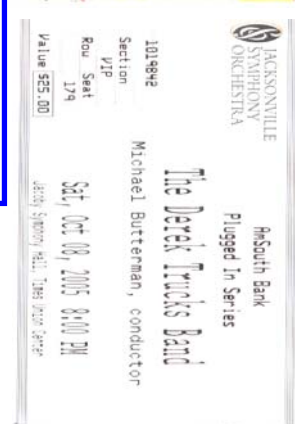 JACKSONVILLE
SYMPHONY
ORCHESTRA
1019842
Section
VIP
Row Seat
179
Value $25.00
AmSouth Bank
Plugged In Series
The Derek Trucks Band
Michael Butterman, conductor
Sat, Oct 08, 2005 8:00 PM
Jacoby Symphony Hall, Times Union Center